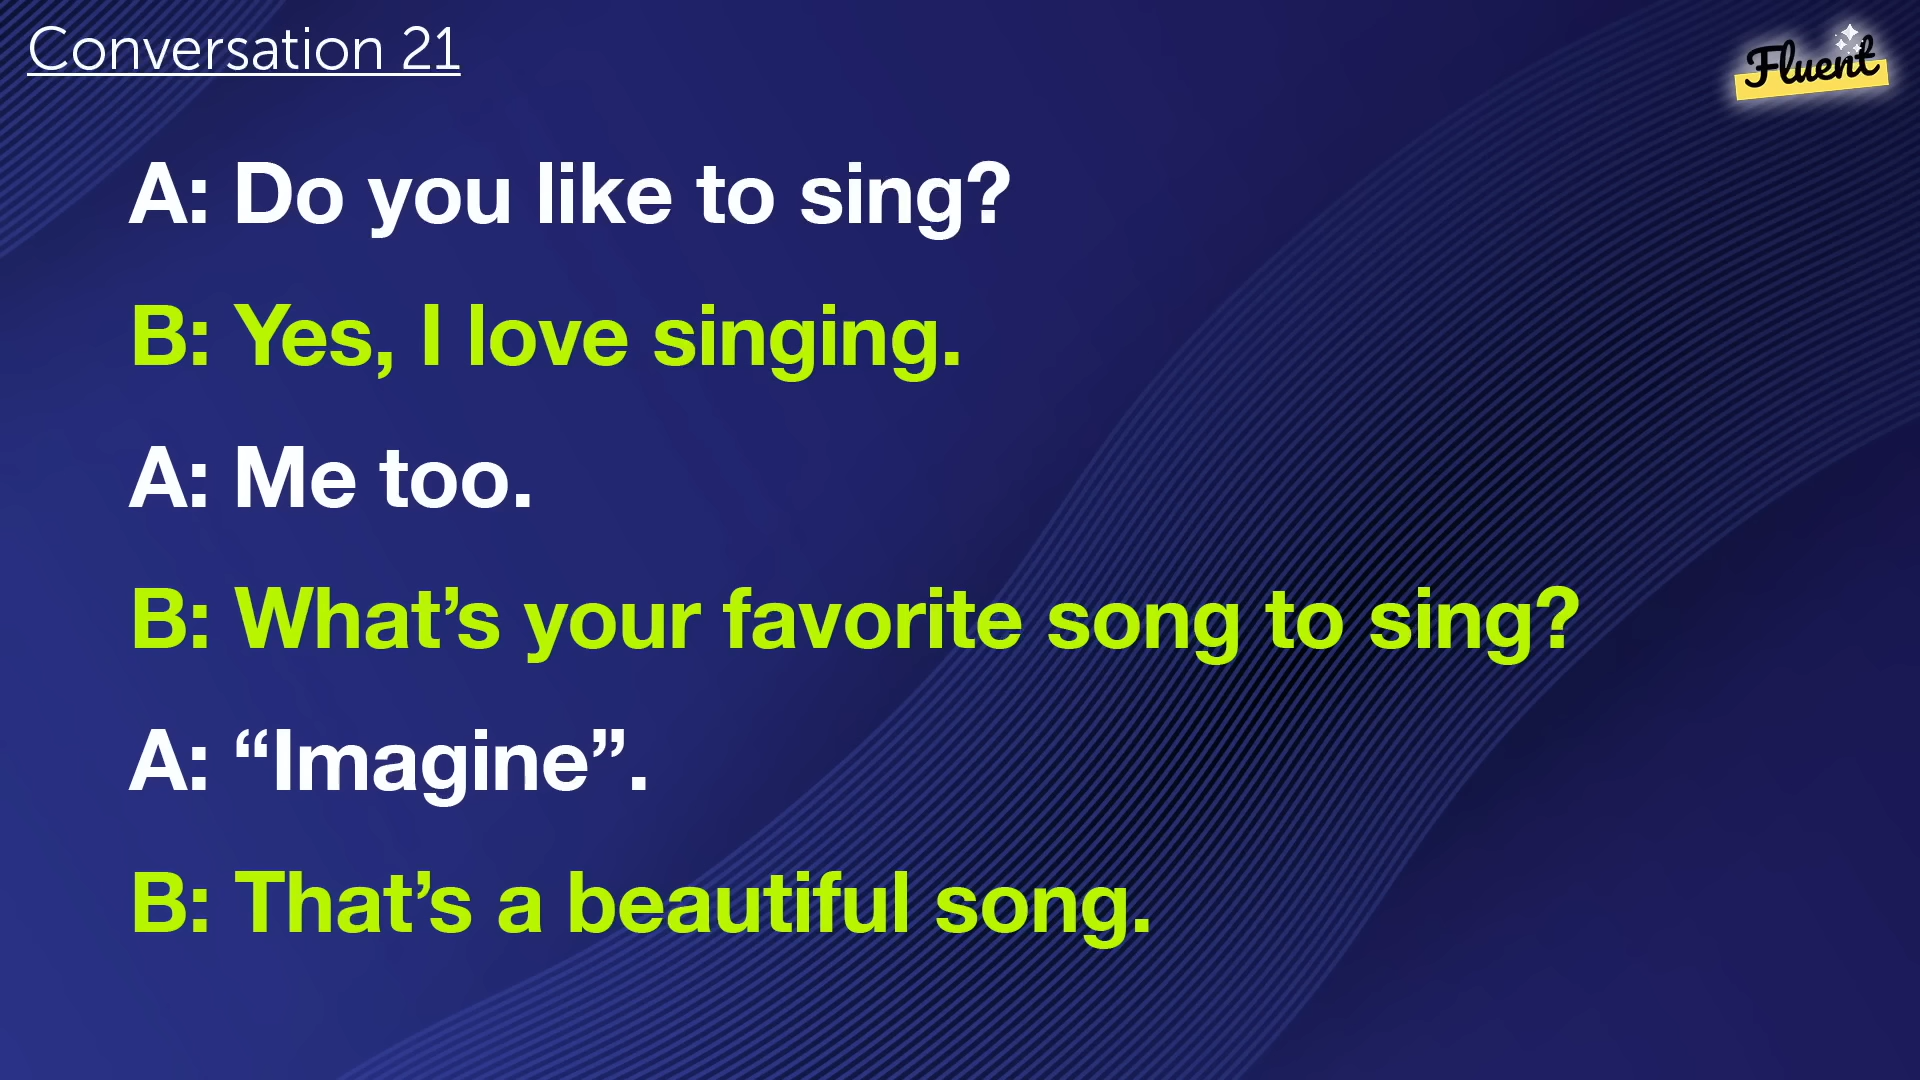 Conversation 21
Fluent
A: Do you like to sing?
B: Yes, I love singing.
A: Me too.
B: What’s your favorite song to sing?
A: “Imagine”.
B: That’s a beautiful song.